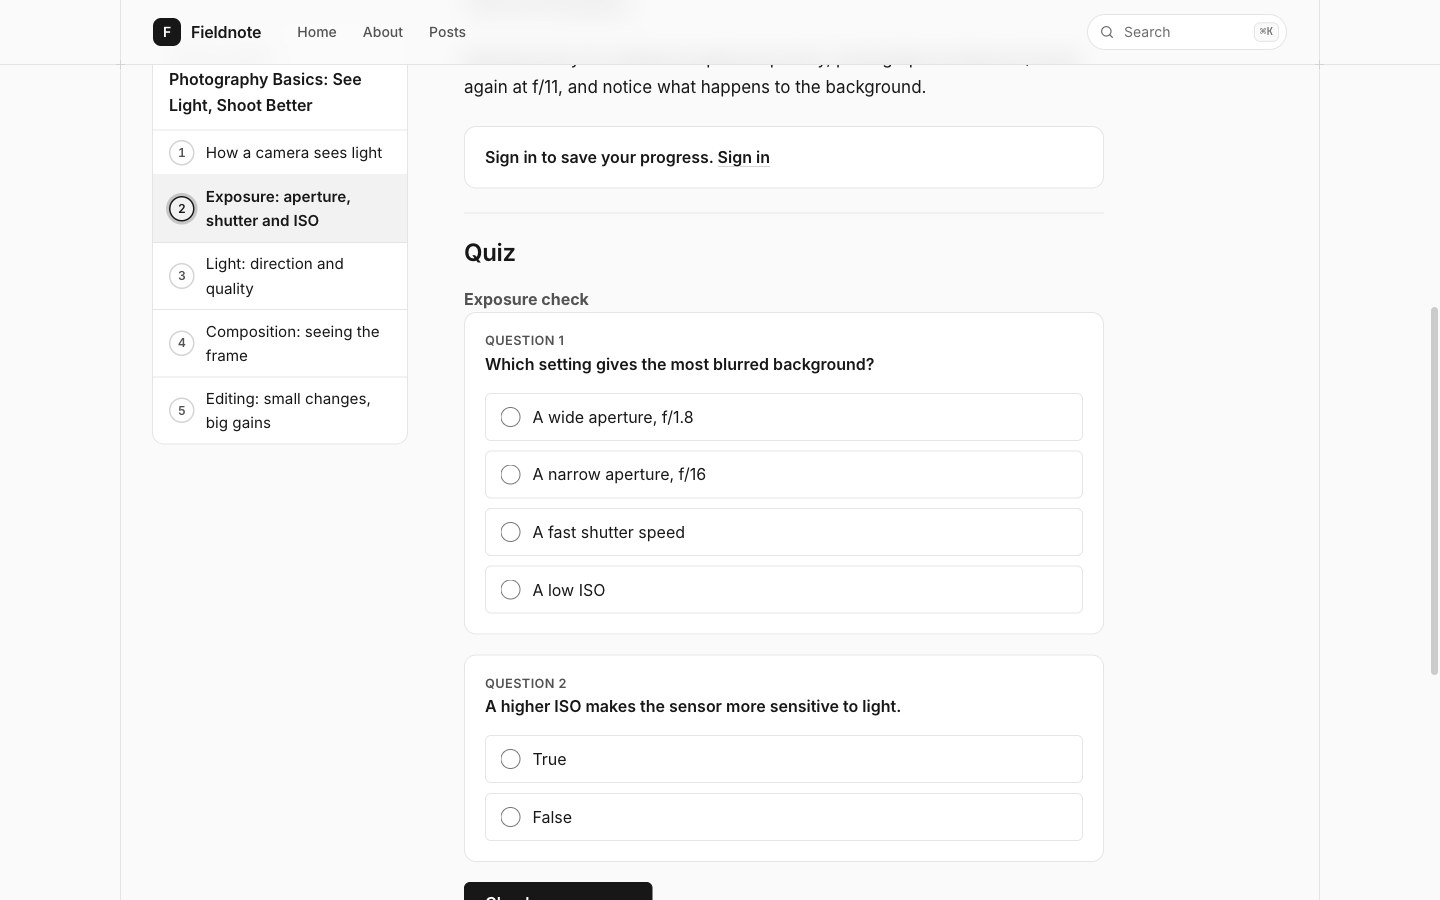 F Fieldnote Home About Posts Search ⌘K
Photography Basics: See
Light, Shoot Better
1 How a camera sees light
2 Exposure: aperture,
shutter and ISO
3 Light: direction and
quality
4 Composition: seeing the
frame
5 Editing: small changes,
big gains
again at f/11, and notice what happens to the background.
Sign in to save your progress. Sign in
Quiz
Exposure check
QUESTION 1
Which setting gives the most blurred background?
A wide aperture, f/1.8
A narrow aperture, f/16
A fast shutter speed
A low ISO
QUESTION 2
A higher ISO makes the sensor more sensitive to light.
True
False